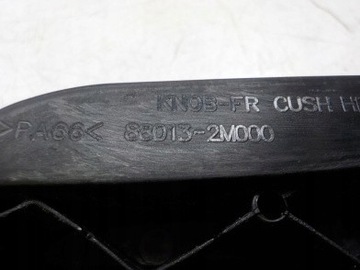 KNOB-FR CUSH
>PA66< 88013-2M000